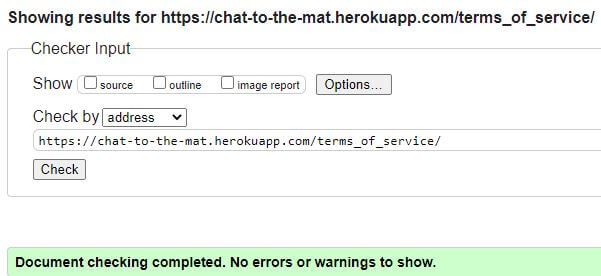 Showing results for https://chat-to-the-mat.herokuapp.com/terms_of_service/
Checker Input
Show source outline image report Options...
Check by address
https://chat-to-the-mat.herokuapp.com/terms_of_service/
Check
Document checking completed. No errors or warnings to show.